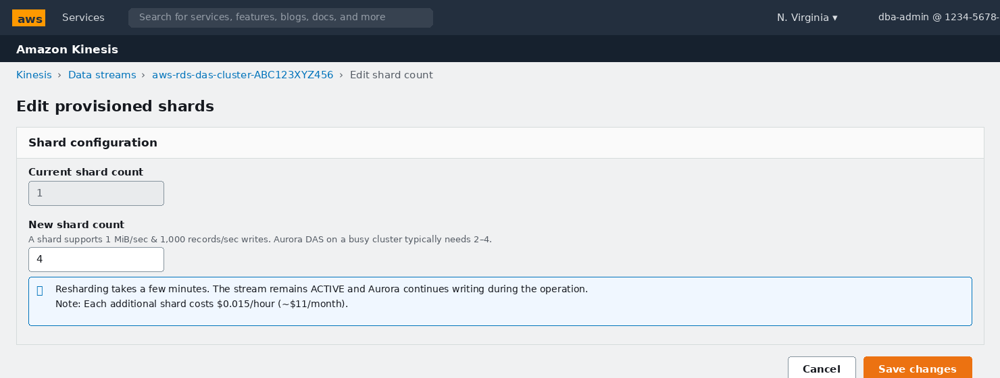 aws Services Search for services, features, blogs, docs, and more N. Virginia ▾ dba-admin @ 1234-5678-
Amazon Kinesis
Kinesis › Data streams › aws-rds-das-cluster-ABC123XYZ456 › Edit shard count
Edit provisioned shards
Shard configuration
Current shard count
1
New shard count
A shard supports 1 MiB/sec & 1,000 records/sec writes. Aurora DAS on a busy cluster typically needs 2–4.
4
Resharding takes a few minutes. The stream remains ACTIVE and Aurora continues writing during the operation.
Note: Each additional shard costs $0.015/hour (~$11/month).
Cancel Save changes